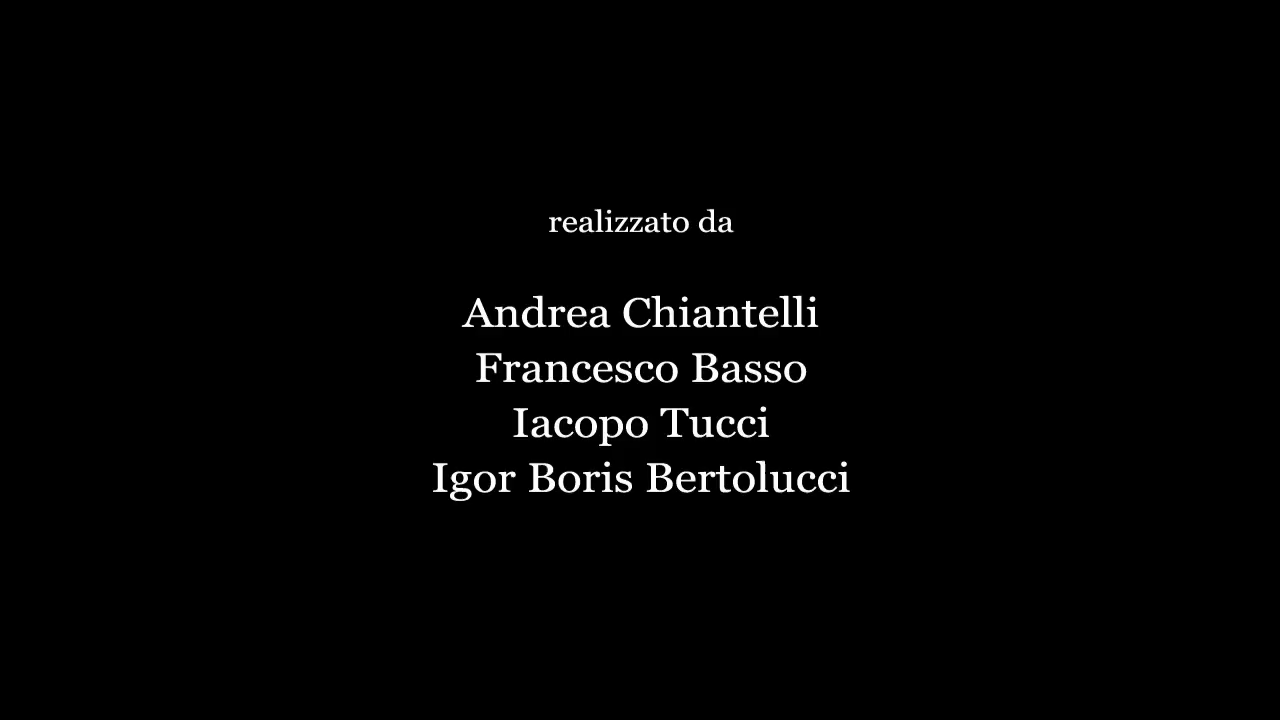 realizzato da
Andrea Chiantelli
Francesco Basso
Iacopo Tucci
Igor Boris Bertolucci